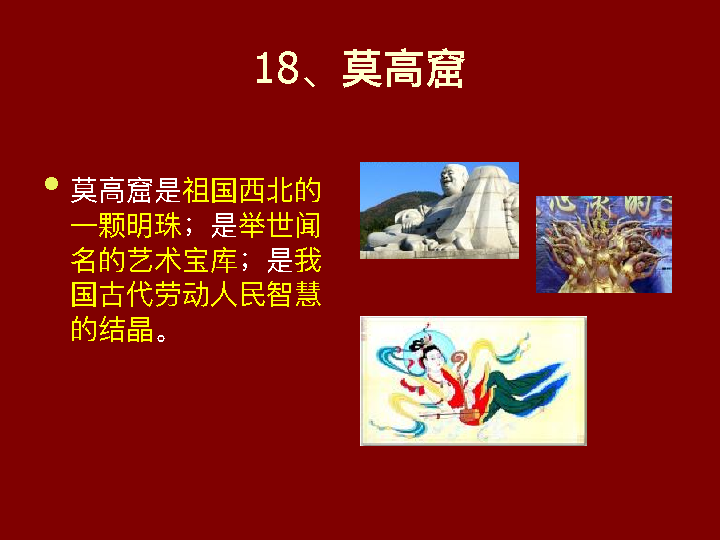 18、莫高窟
莫高窟是祖国西北的
一颗明珠；是举世闻
名的艺术宝库；是我
国古代劳动人民智慧
的结晶。